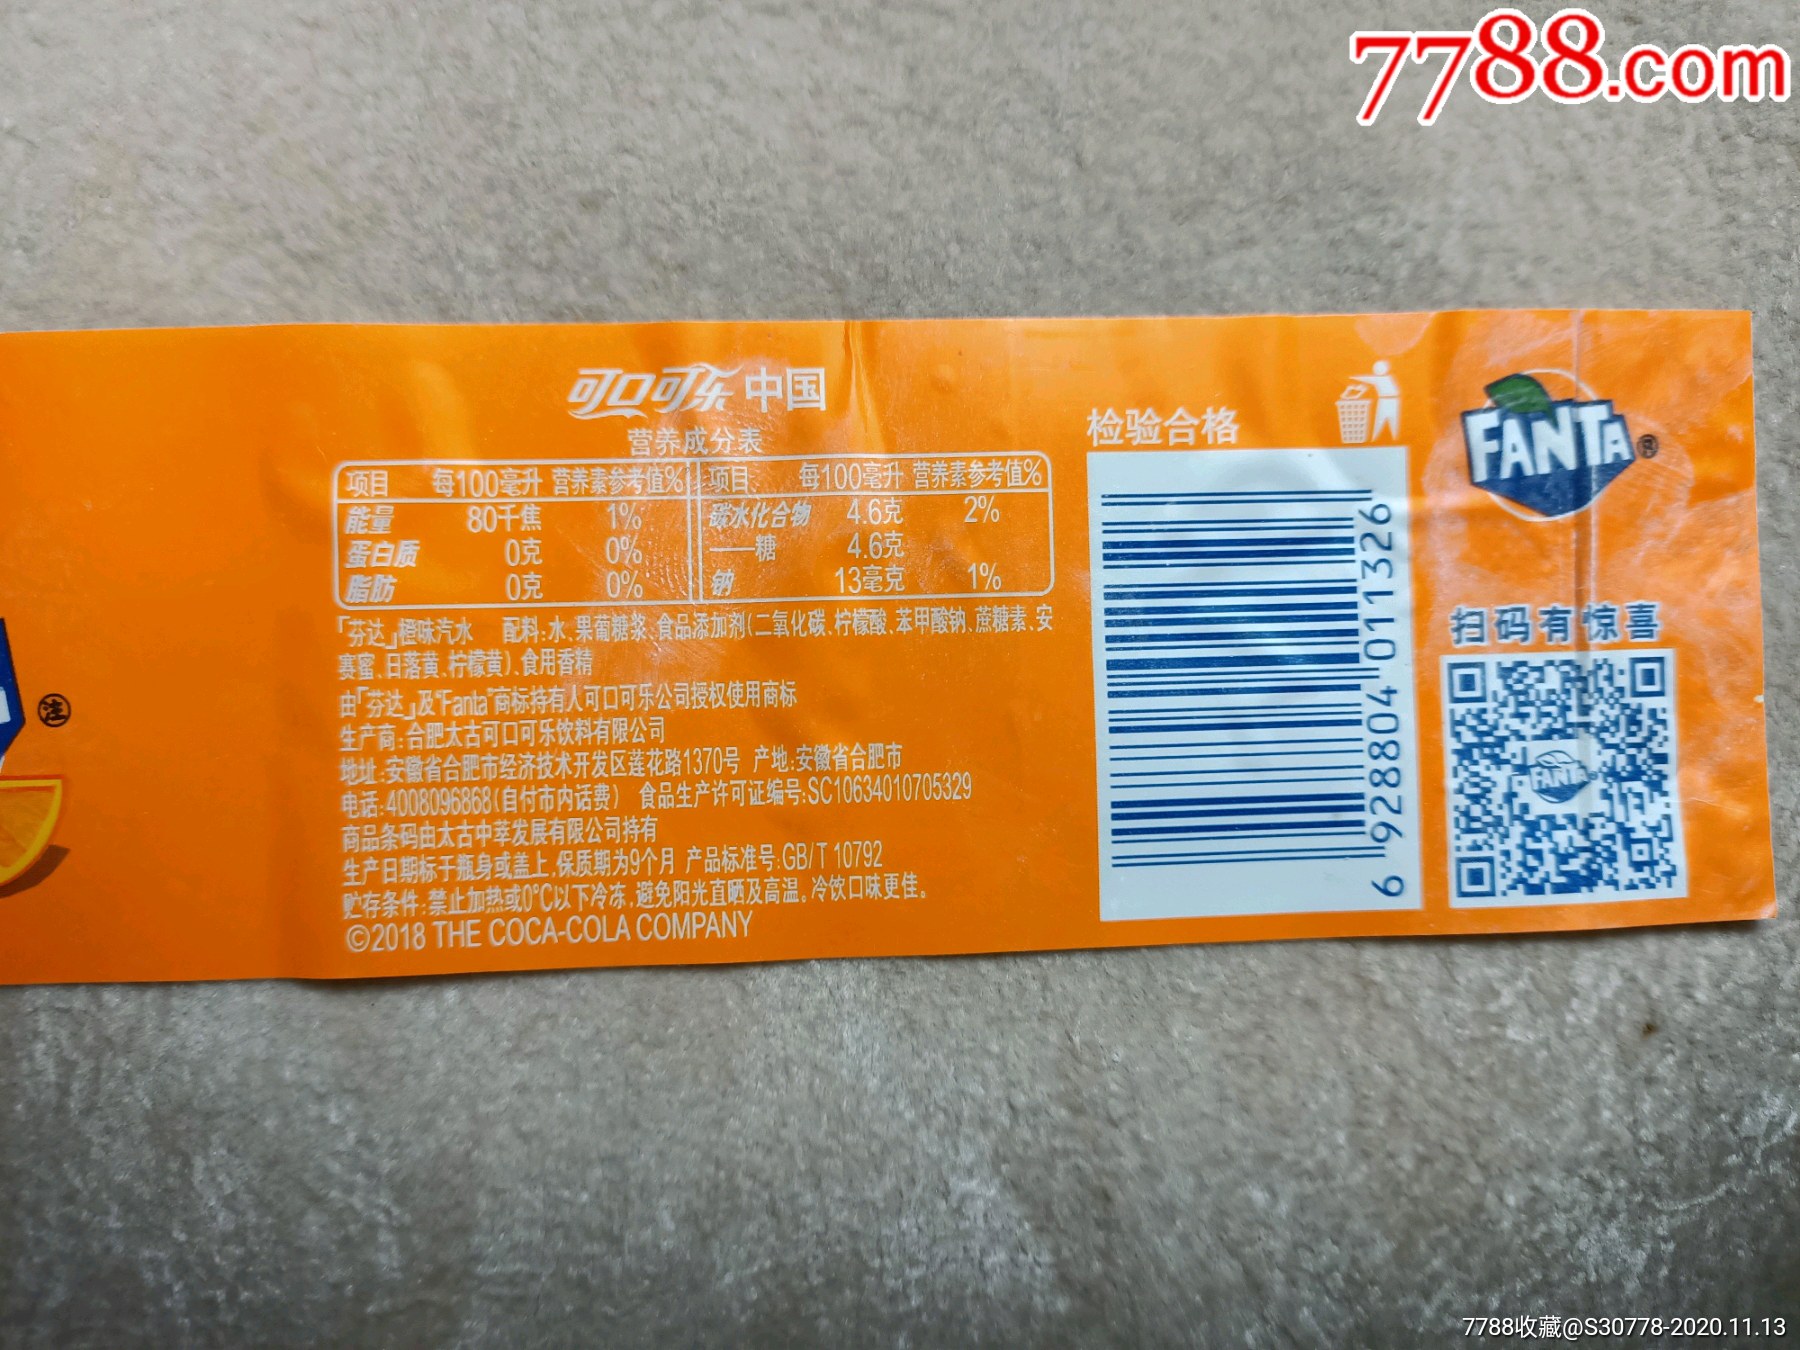 7788.com
可口可乐 中国
营养成分表
项目 每100毫升 营养素参考值% 项目 每100毫升 营养素参考值%
能量 80千焦 1% 碳水化合物 4.6克 2%
蛋白质 0克 0% ——糖 4.6克
脂肪 0克 0% 钠 13毫克 1%
「芬达」橙味汽水 配料:水、果葡糖浆、食品添加剂(二氧化碳、柠檬酸、苯甲酸钠、蔗糖素、安
赛蜜、日落黄、柠檬黄)、食用香精
由「芬达」及"Fanta"商标持有人可口可乐公司授权使用商标
生产商:合肥太古可口可乐饮料有限公司
地址:安徽省合肥市经济技术开发区莲花路1370号 产地:安徽省合肥市
电话:4008096868(自付市内话费) 食品生产许可证编号:SC10634010705329
商品条码由太古中萃发展有限公司持有
生产日期标于瓶身或盖上,保质期为9个月 产品标准号:GB/T 10792
贮存条件:禁止加热或0℃以下冷冻,避免阳光直晒及高温。冷饮口味更佳。
©2018 THE COCA-COLA COMPANY
注
检验合格
6 928804 011326
FANTA®
扫码有惊喜
FANTA
7788收藏@S30778-2020.11.13